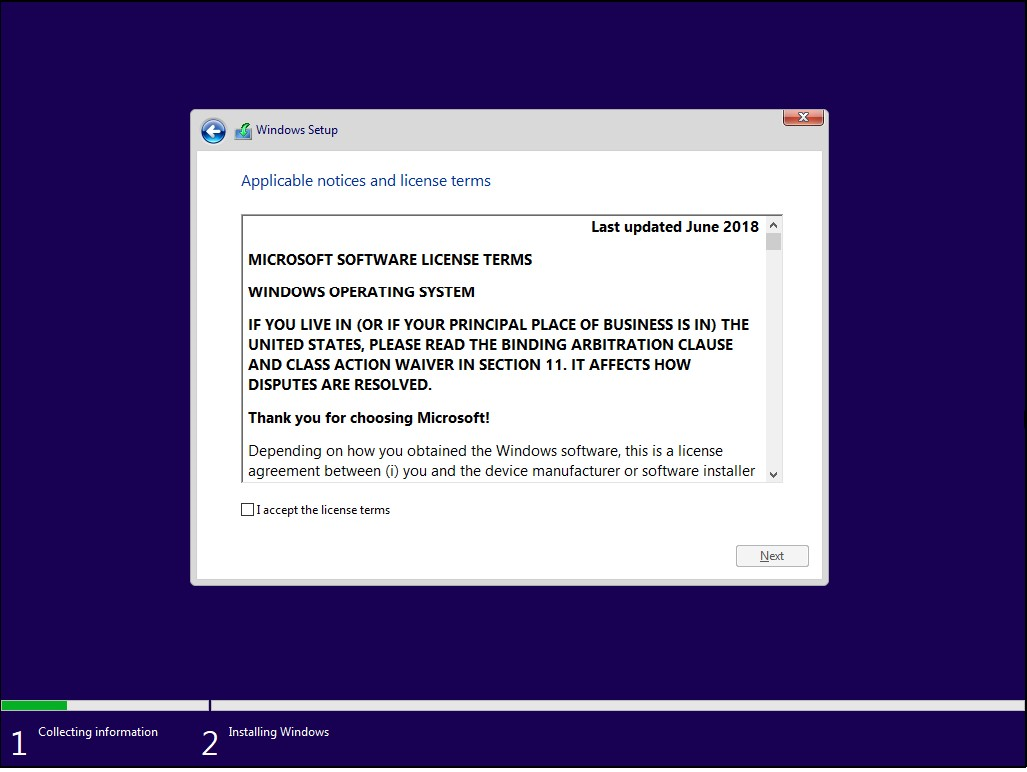 Windows Setup
Applicable notices and license terms
Last updated June 2018
MICROSOFT SOFTWARE LICENSE TERMS
WINDOWS OPERATING SYSTEM
IF YOU LIVE IN (OR IF YOUR PRINCIPAL PLACE OF BUSINESS IS IN) THE
UNITED STATES, PLEASE READ THE BINDING ARBITRATION CLAUSE
AND CLASS ACTION WAIVER IN SECTION 11. IT AFFECTS HOW
DISPUTES ARE RESOLVED.
Thank you for choosing Microsoft!
Depending on how you obtained the Windows software, this is a license
agreement between (i) you and the device manufacturer or software installer
I accept the license terms
Next
1 Collecting information
2 Installing Windows